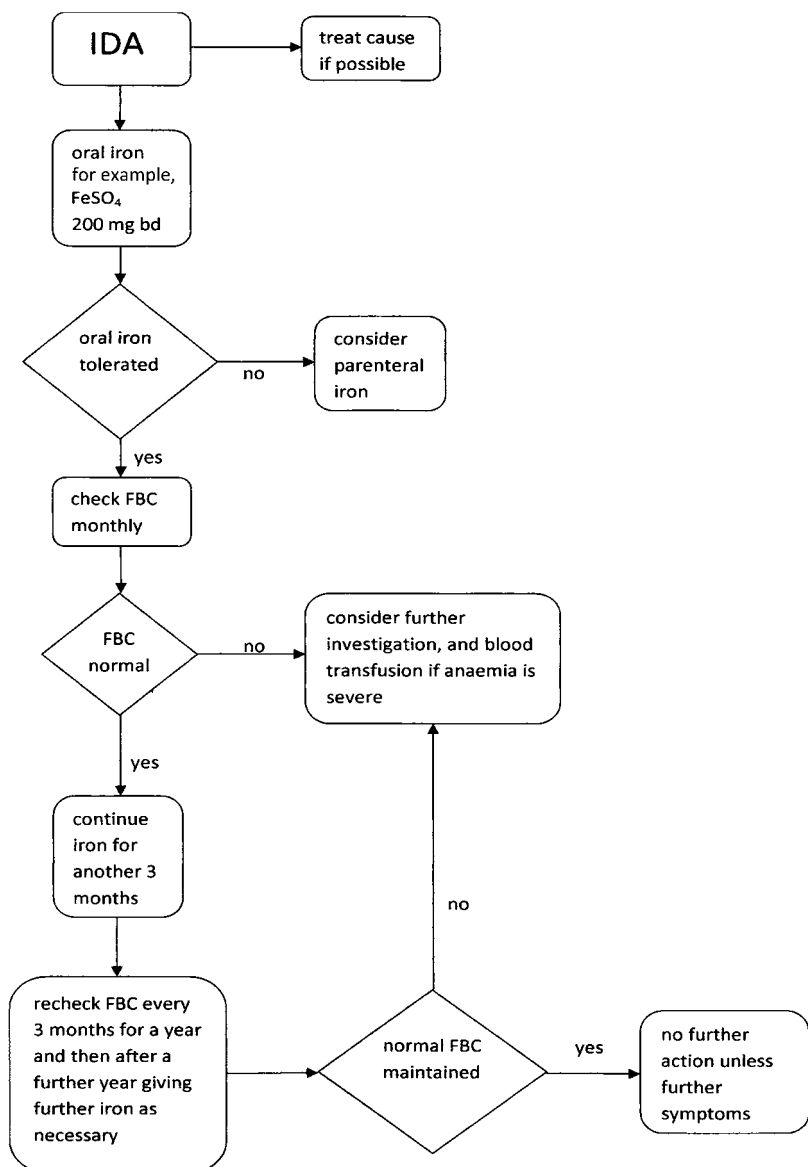 IDA
treat cause
if possible
oral iron
for example,
FeSO₄
200 mg bd
oral iron
tolerated
no
consider
parenteral
iron
yes
check FBC
monthly
FBC
normal
no
consider further
investigation, and blood
transfusion if anaemia is
severe
yes
continue
iron for
another 3
months
no
recheck FBC every
3 months for a year
and then after a
further year giving
further iron as
necessary
normal FBC
maintained
yes
no further
action unless
further
symptoms